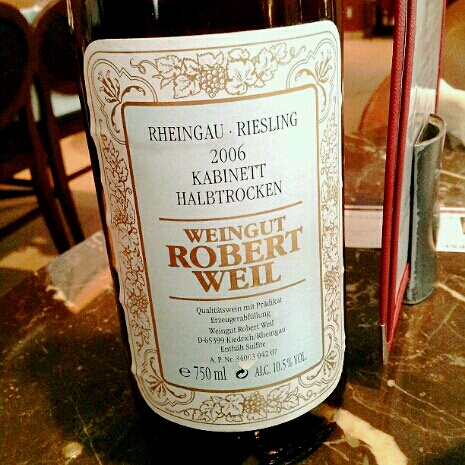 RHEINGAU · RIESLING
2006
KABINETT
HALBTROCKEN
WEINGUT
ROBERT
WEIL
Qualitätswein mit Prädikat
Erzeugerabfüllung
Weingut Robert Weil
D-65399 Kiedrich/Rheingau
Enthält Sulfite
A. P. Nr. 34003 042 07
℮ 750 ml ALC. 10.5% VOL.